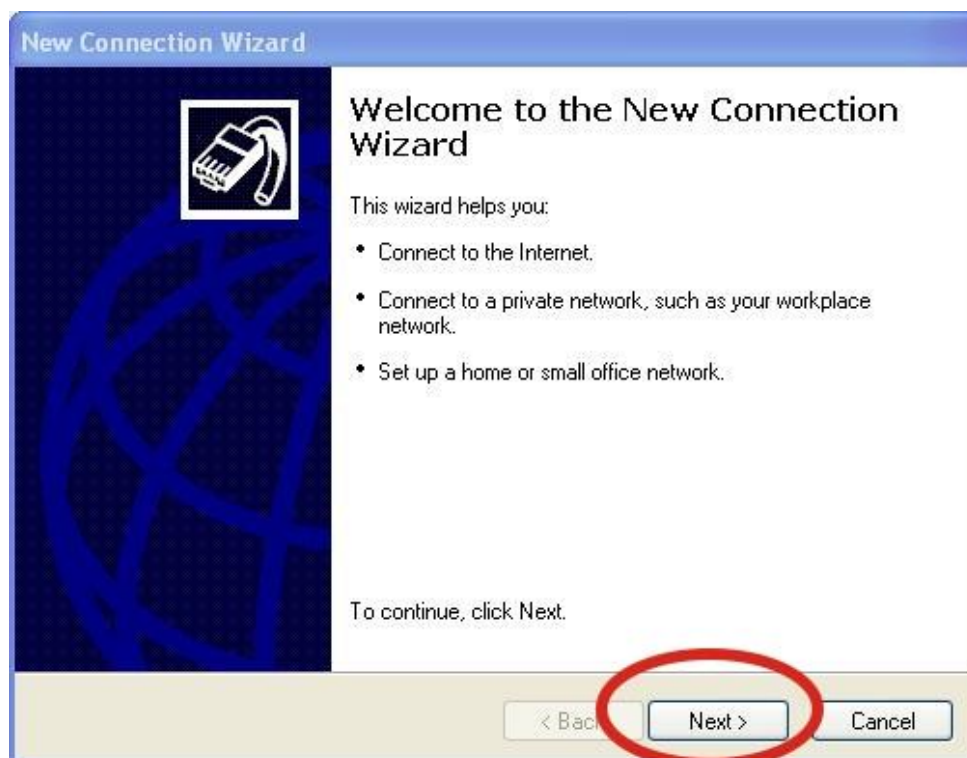 New Connection Wizard
Welcome to the New Connection
Wizard
This wizard helps you:
• Connect to the Internet.
• Connect to a private network, such as your workplace
network.
• Set up a home or small office network.
To continue, click Next.
< Back Next > Cancel